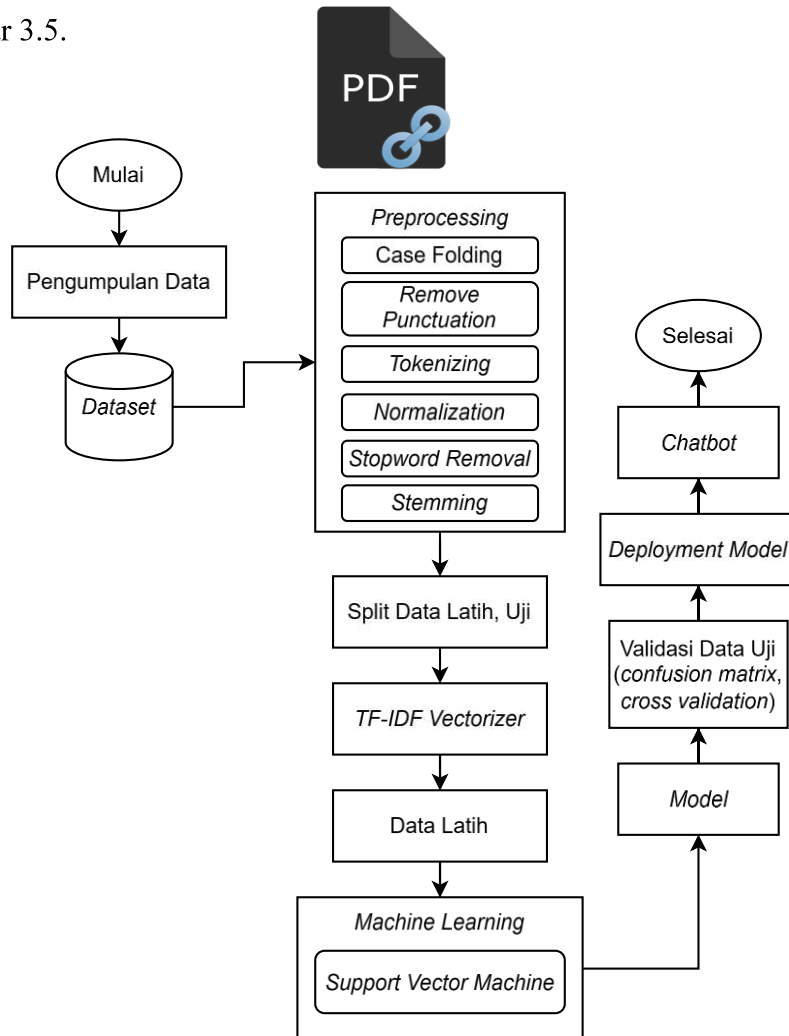 r 3.5.
PDF
Mulai
Pengumpulan Data
Dataset
Preprocessing
Case Folding
Remove
Punctuation
Tokenizing
Normalization
Stopword Removal
Stemming
Split Data Latih, Uji
TF-IDF Vectorizer
Data Latih
Machine Learning
Support Vector Machine
Model
Validasi Data Uji
(confusion matrix,
cross validation)
Deployment Model
Chatbot
Selesai